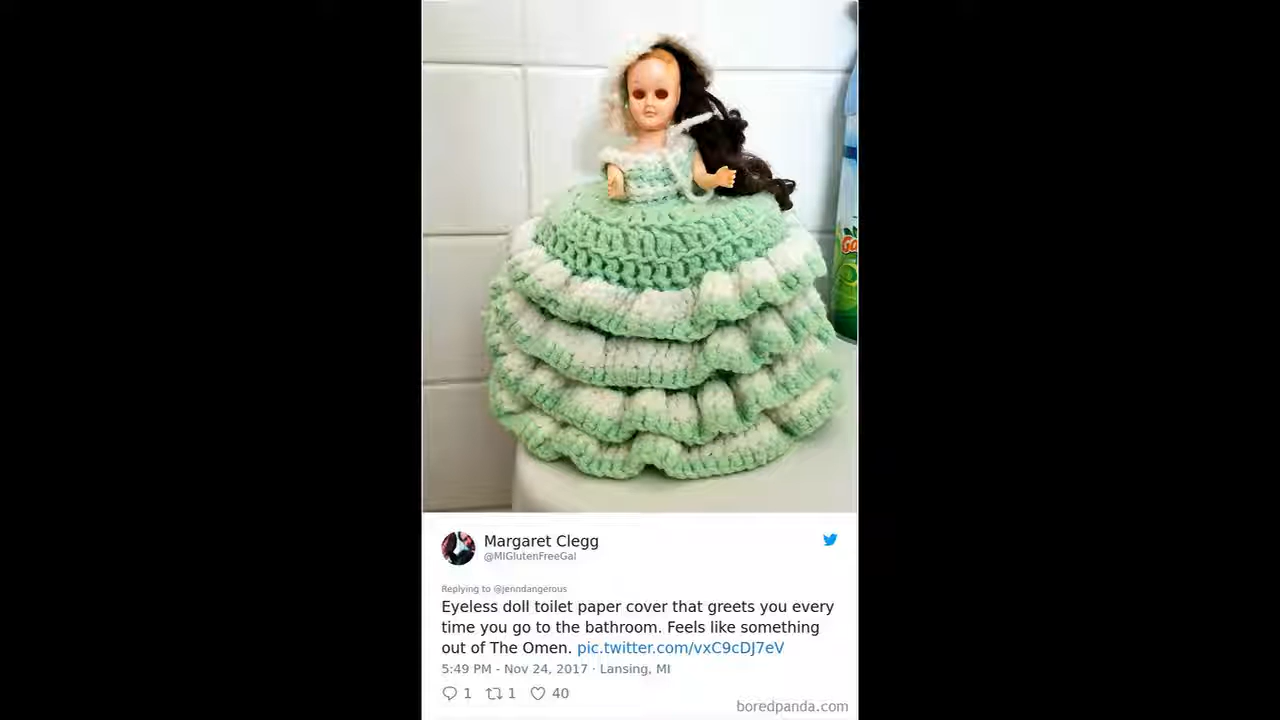 Ga
Margaret Clegg
@MIGlutenFreeGal
Replying to @jenndangerous
Eyeless doll toilet paper cover that greets you every
time you go to the bathroom. Feels like something
out of The Omen. pic.twitter.com/vxC9cDJ7eV
5:49 PM - Nov 24, 2017 · Lansing, MI
1 1 40
boredpanda.com